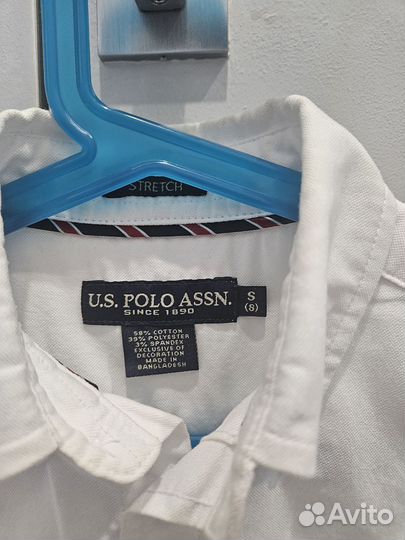 STRETCH
U.S. POLO ASSN.
SINCE 1890
S
(8)
58% COTTON
39% POLYESTER
3% SPANDEX
EXCLUSIVE OF
DECORATION
MADE IN
BANGLADESH
Avito